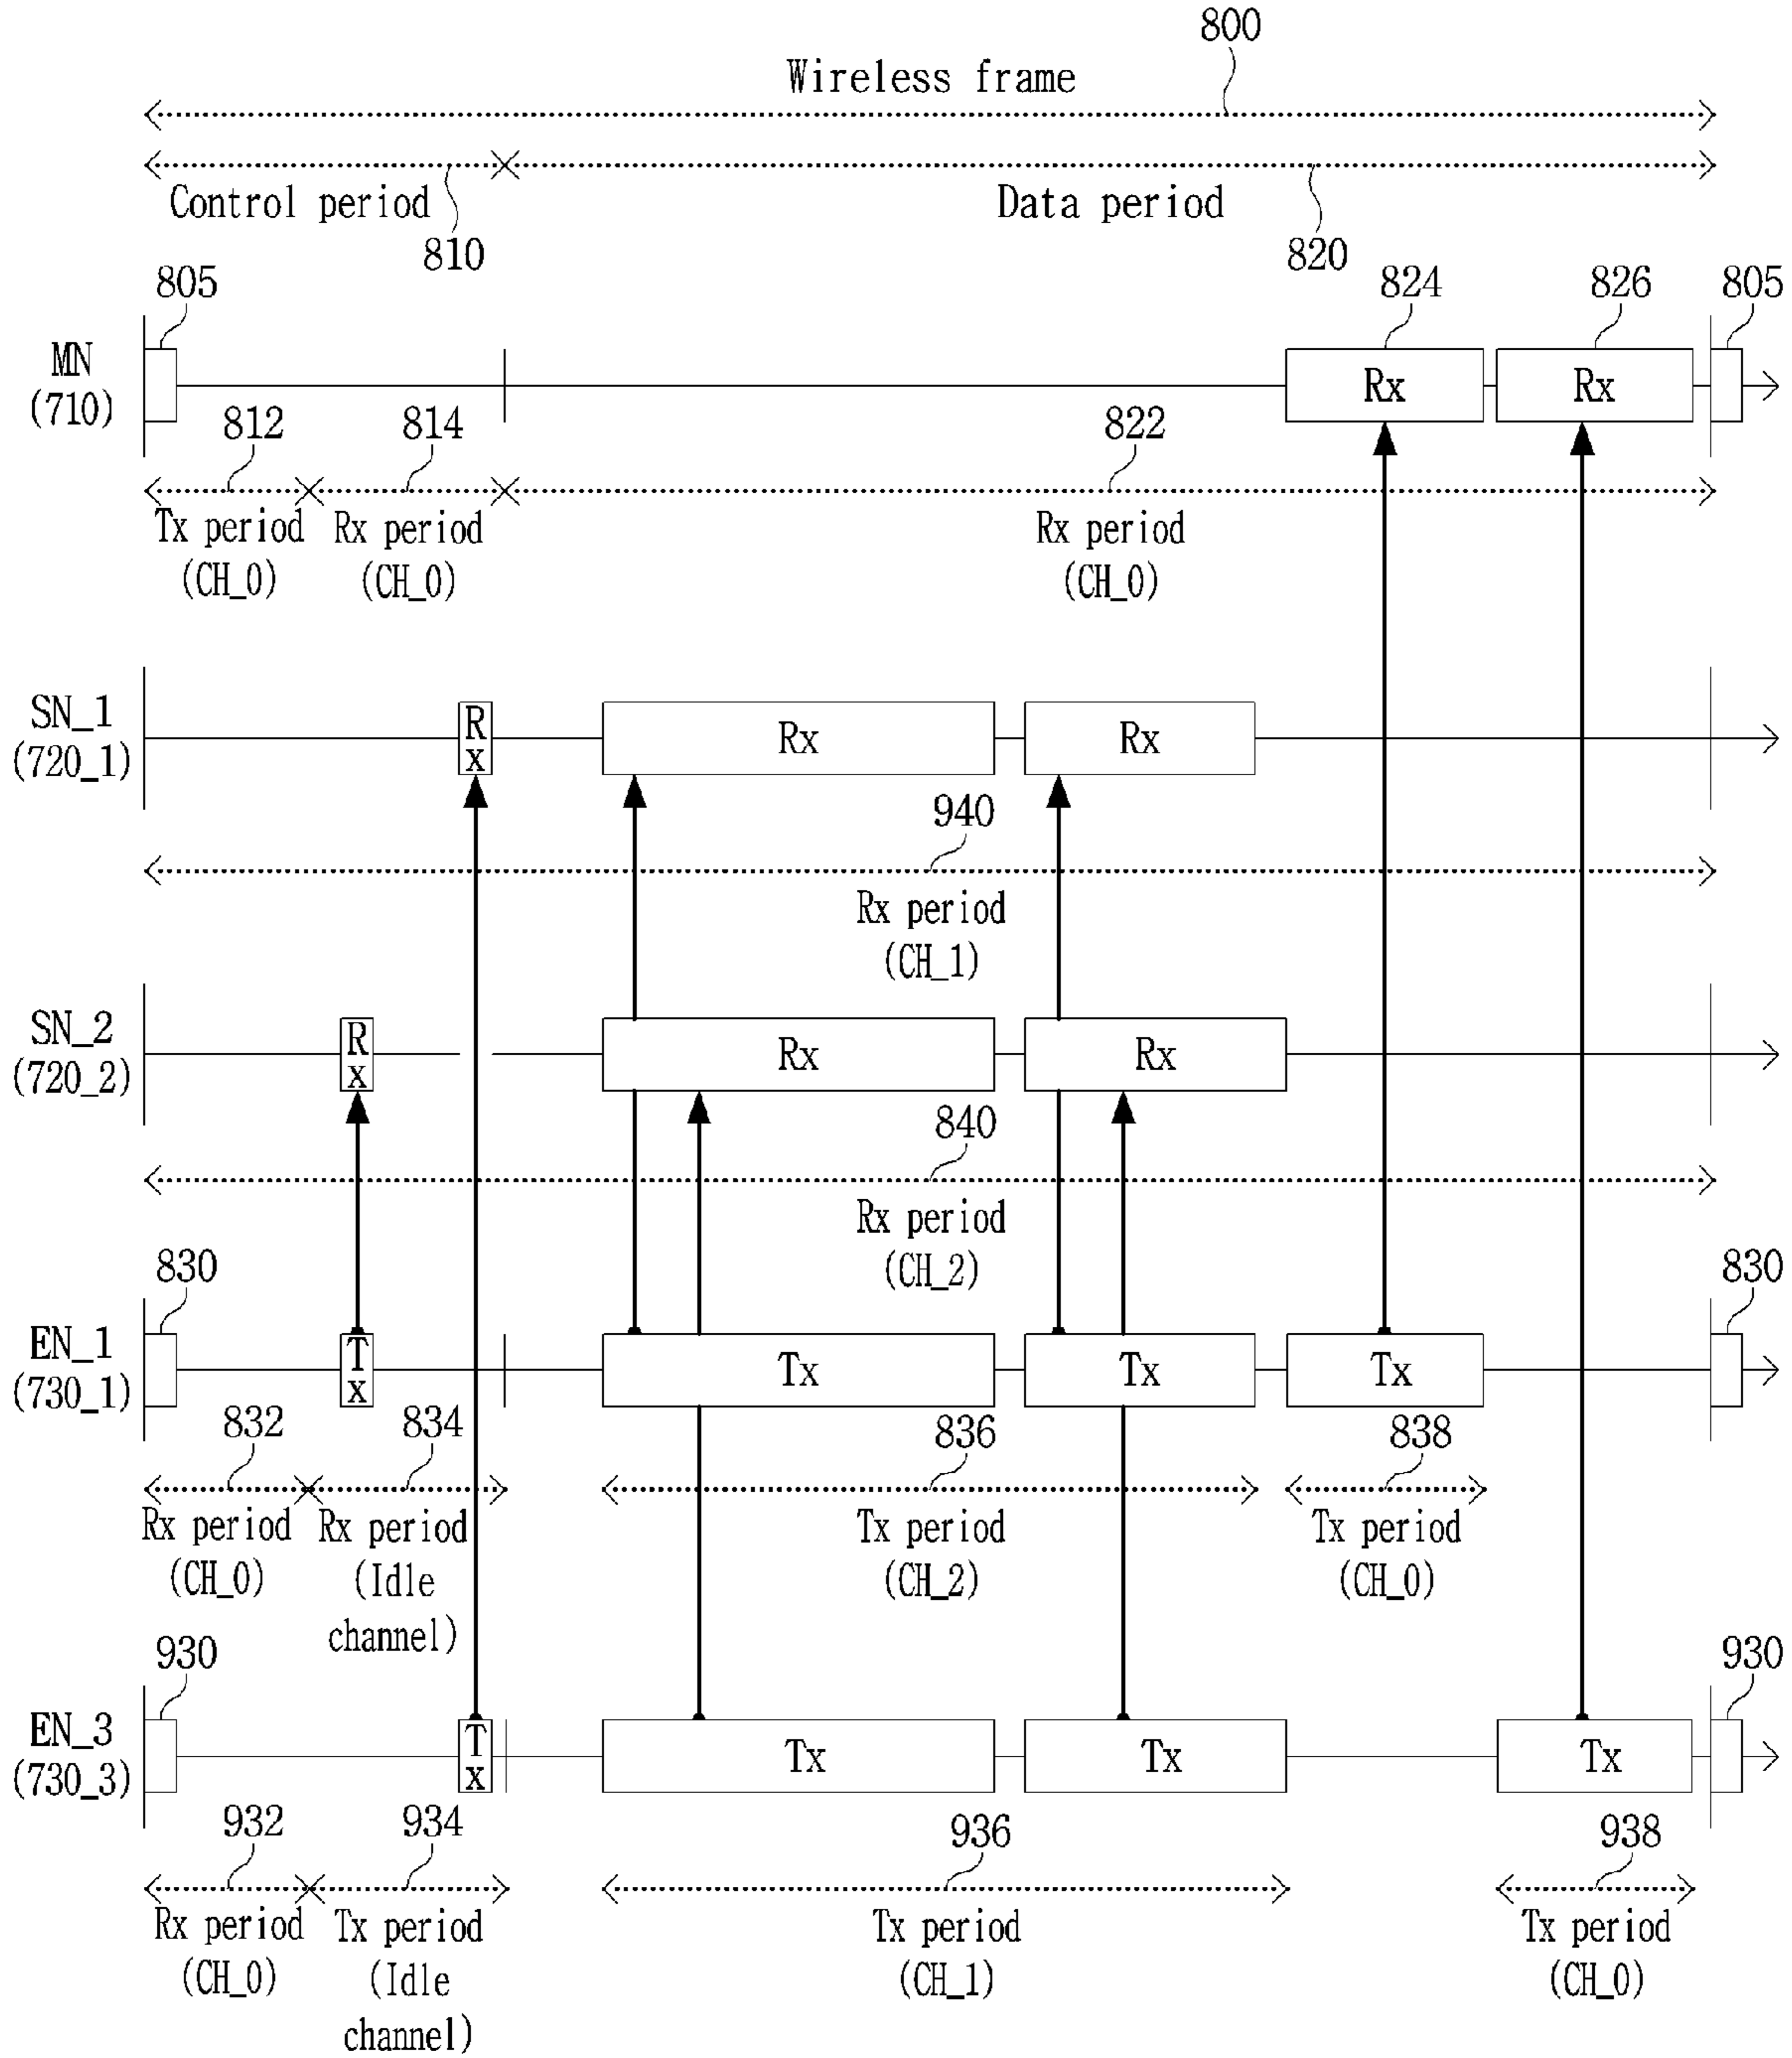 800
Wireless frame
Control period
Data period
810
820
805
824
826
805
MN
(710)
Rx
Rx
812
814
822
Tx period
(CH_0)
Rx period
(CH_0)
Rx period
(CH_0)
SN_1
(720_1)
R
x
Rx
Rx
940
Rx period
(CH_1)
SN_2
(720_2)
R
x
Rx
Rx
840
Rx period
(CH_2)
830
830
EN_1
(730_1)
T
x
Tx
Tx
Tx
832
834
836
838
Rx period
(CH_0)
Rx period
(Idle
channel)
Tx period
(CH_2)
Tx period
(CH_0)
930
930
EN_3
(730_3)
T
x
Tx
Tx
Tx
932
934
936
938
Rx period
(CH_0)
Tx period
(Idle
channel)
Tx period
(CH_1)
Tx period
(CH_0)